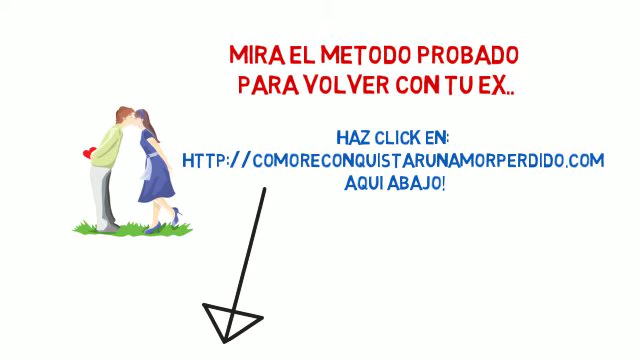 MIRA EL METODO PROBADO
PARA VOLVER CON TU EX..
HAZ CLICK EN:
HTTP://COMORECONQUISTARUNAMORPERDIDO.COM
AQUI ABAJO!